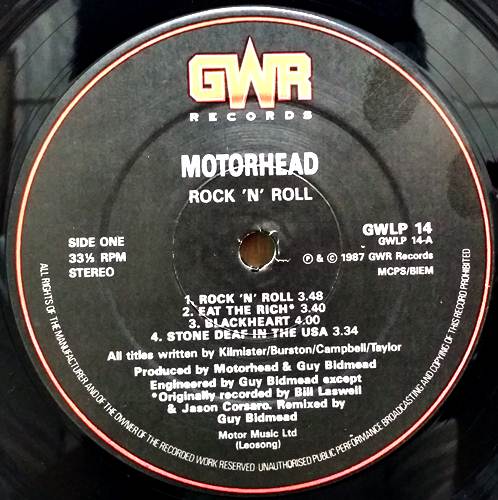 GWR
RECORDS
MOTORHEAD
ROCK 'N' ROLL
SIDE ONE
33⅓ RPM
STEREO
GWLP 14
GWLP 14-A
Ⓟ & © 1987 GWR Records
MCPS/BIEM
1. ROCK 'N' ROLL 3.48
2. EAT THE RICH* 3.40
3. BLACKHEART 4.00
4. STONE DEAF IN THE USA 3.34
All titles written by Kilmister/Burston/Campbell/Taylor
Produced by Motorhead & Guy Bidmead
Engineered by Guy Bidmead except
*Originally recorded by Bill Laswell
& Jason Corsaro. Remixed by
Guy Bidmead
Motor Music Ltd
(Leosong)
ALL RIGHTS OF THE MANUFACTURER AND OF THE OWNER OF THE RECORDED WORK RESERVED UNAUTHORISED PUBLIC PERFORMANCE BROADCASTING AND COPYING OF THIS RECORD PROHIBITED